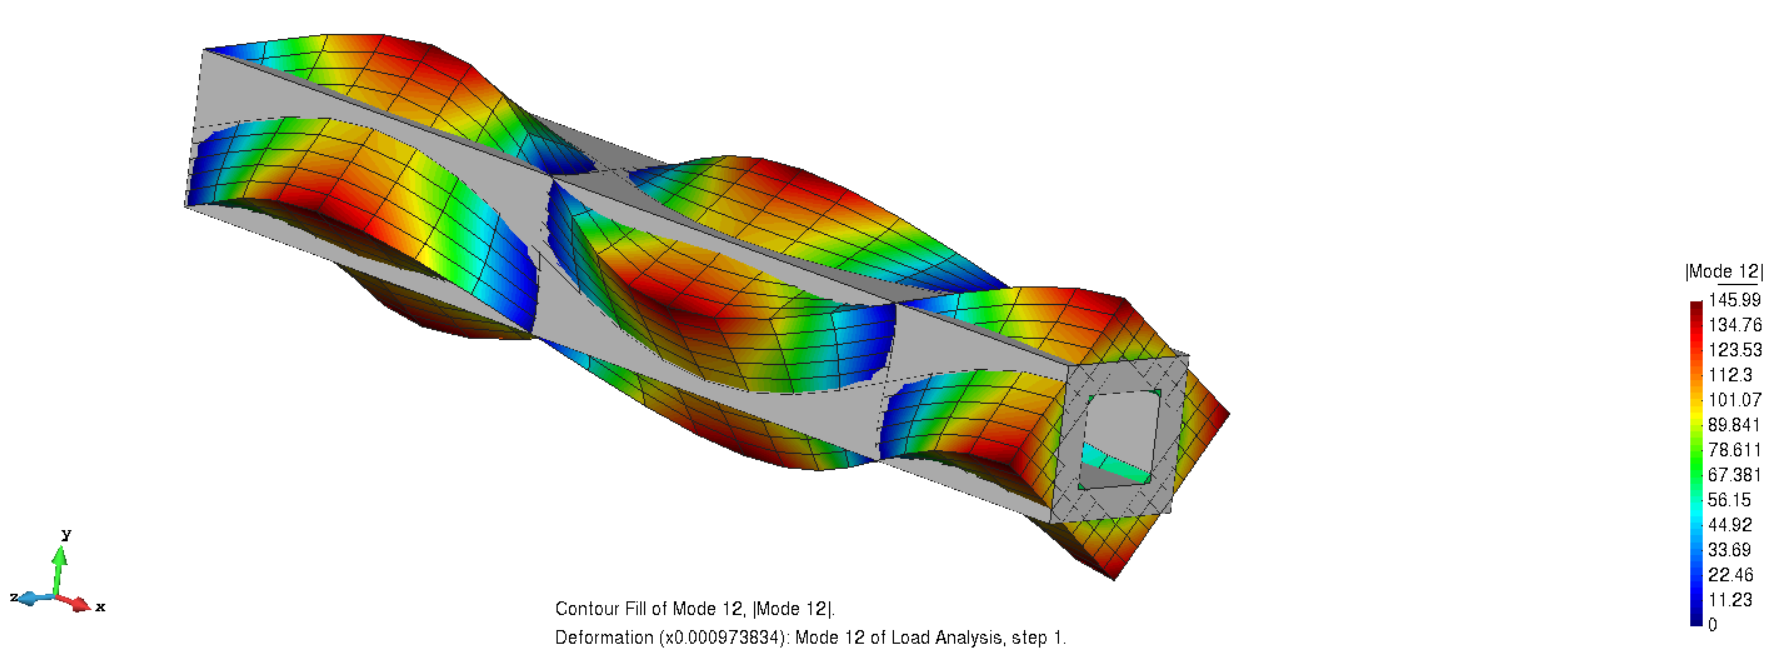 |Mode 12|
145.99
134.76
123.53
112.3
101.07
89.841
78.611
67.381
56.15
44.92
33.69
22.46
11.23
0
y
z
x
Contour Fill of Mode 12, |Mode 12|.
Deformation (x0.000973834): Mode 12 of Load Analysis, step 1.